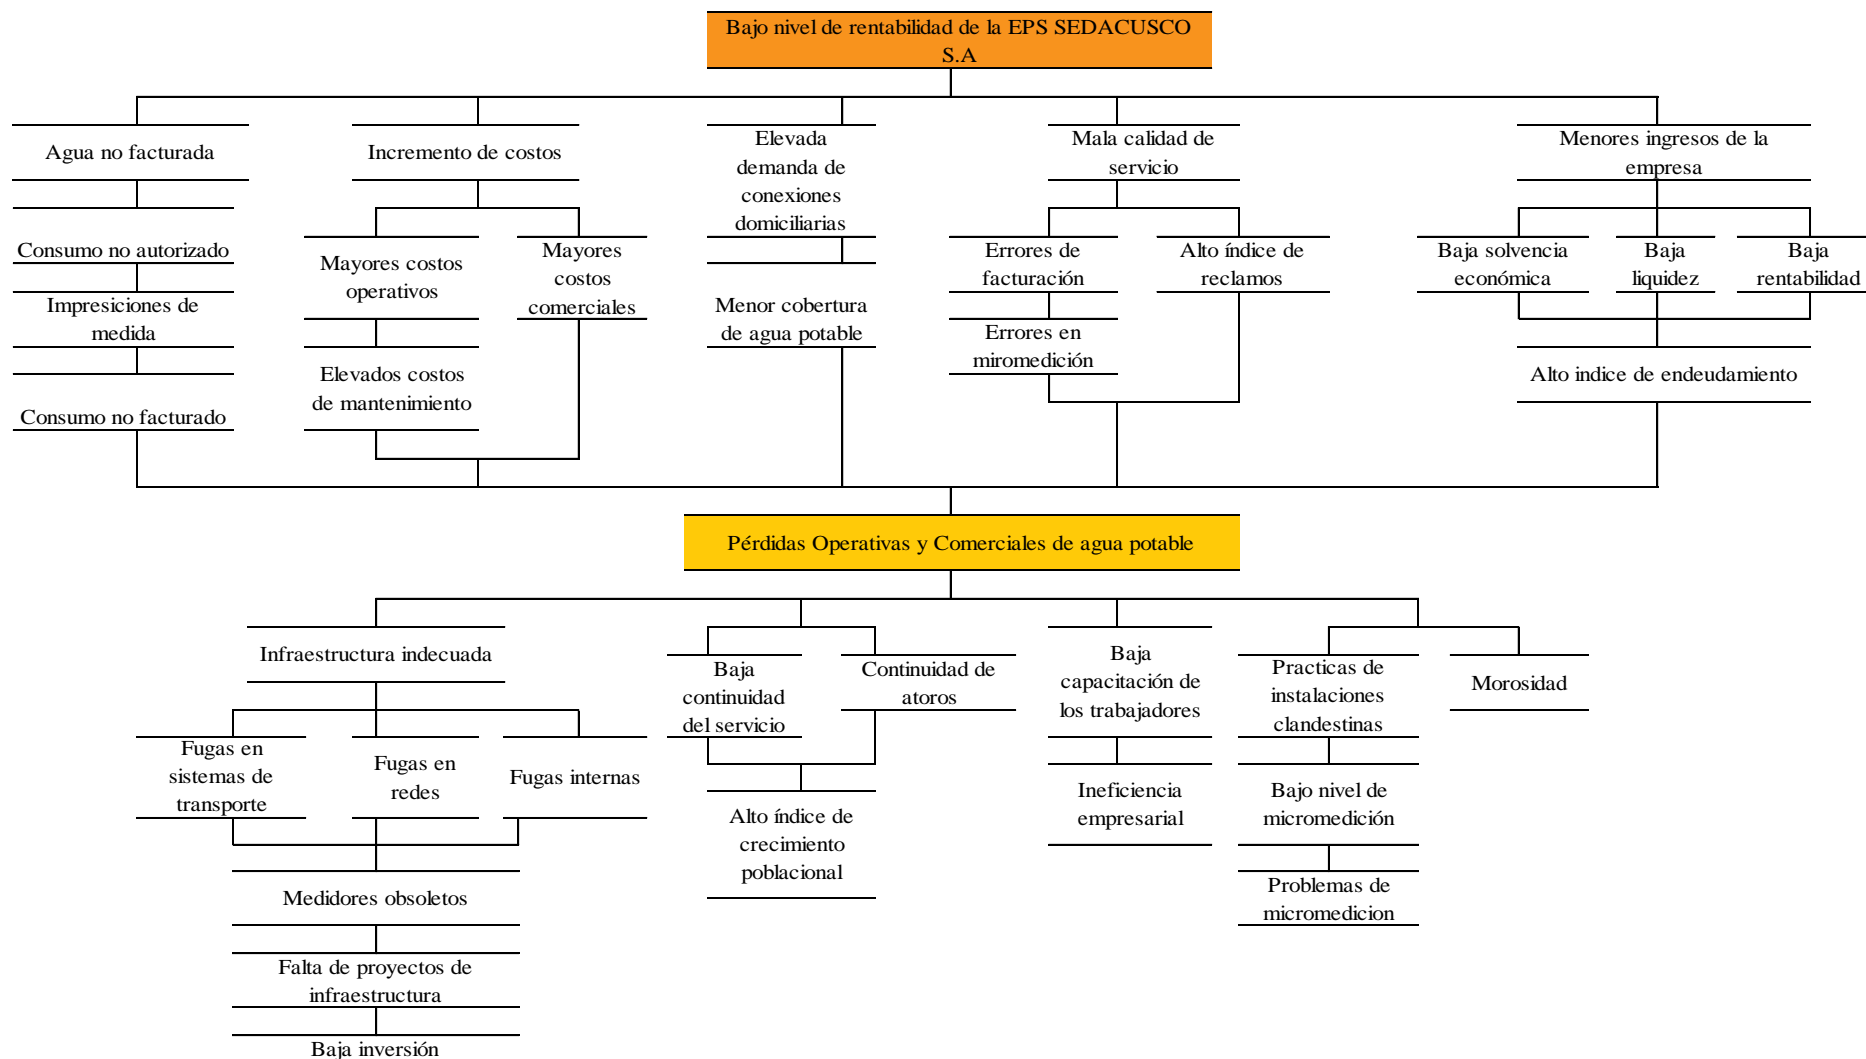 Bajo nivel de rentabilidad de la EPS SEDACUSCO
S.A
Agua no facturada
Incremento de costos
Elevada
demanda de
conexiones
domiciliarias
Mala calidad de
servicio
Menores ingresos de la
empresa
Consumo no autorizado
Mayores costos
operativos
Mayores
costos
comerciales
Menor cobertura
de agua potable
Errores de
facturación
Alto índice de
reclamos
Baja solvencia
económica
Baja
liquidez
Baja
rentabilidad
Impresiciones de
medida
Errores en
miromedición
Elevados costos
de mantenimiento
Alto indice de endeudamiento
Consumo no facturado
Pérdidas Operativas y Comerciales de agua potable
Infraestructura indecuada
Baja
continuidad
del servicio
Continuidad de
atoros
Baja
capacitación de
los trabajadores
Practicas de
instalaciones
clandestinas
Morosidad
Fugas en
sistemas de
transporte
Fugas en
redes
Fugas internas
Alto índice de
crecimiento
poblacional
Ineficiencia
empresarial
Bajo nivel de
micromedición
Medidores obsoletos
Problemas de
micromedicion
Falta de proyectos de
infraestructura
Baja inversión